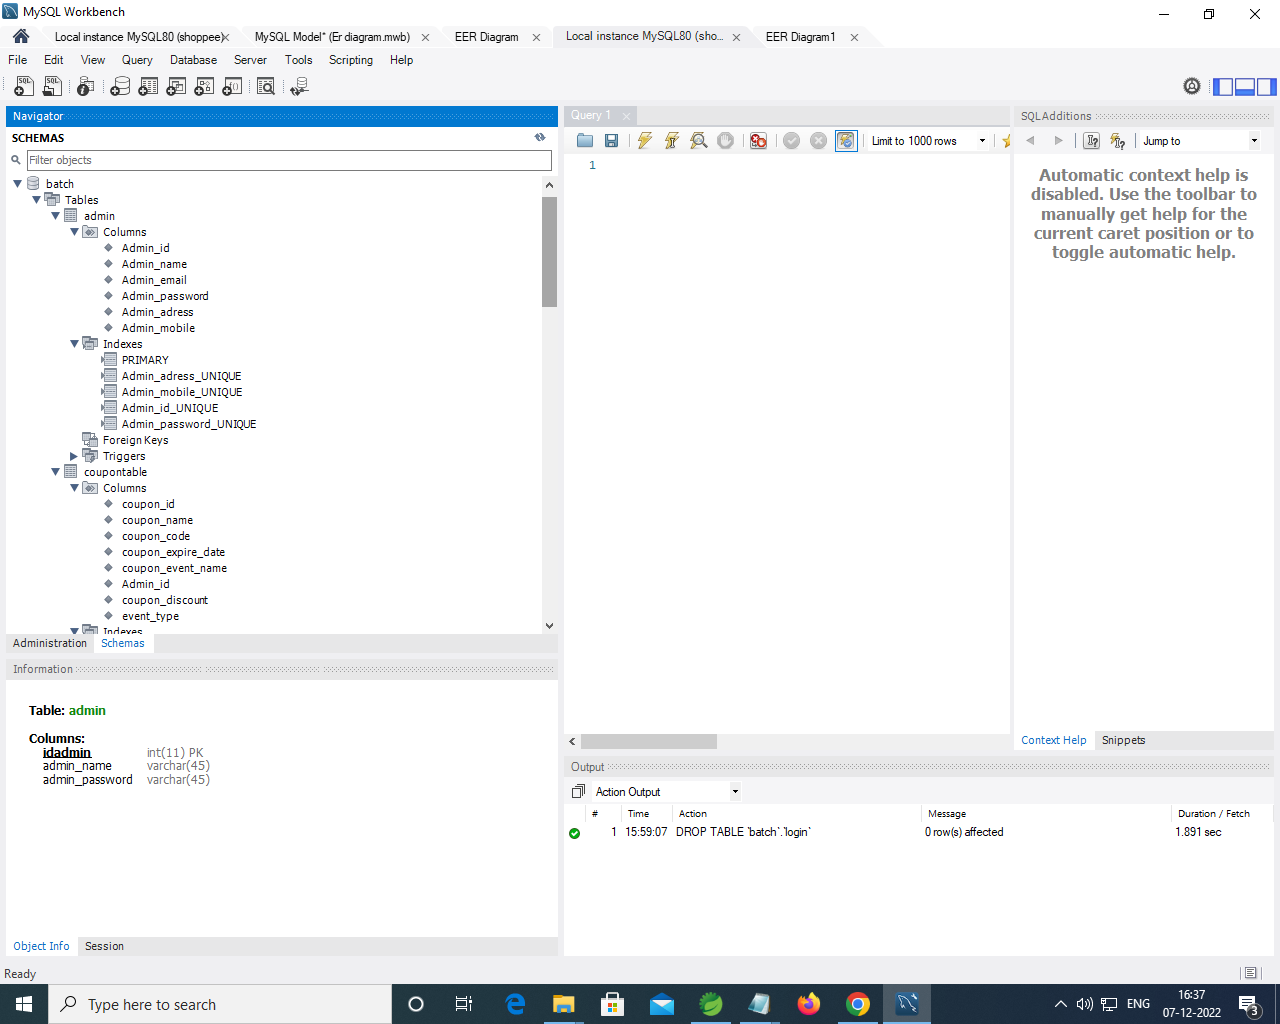 MySQL Workbench
Local instance MySQL80 (shoppee)
MySQL Model* (Er diagram.mwb)
EER Diagram
Local instance MySQL80 (sho...
EER Diagram1
File Edit View Query Database Server Tools Scripting Help
Navigator
SCHEMAS
Filter objects
batch
Tables
admin
Columns
Admin_id
Admin_name
Admin_email
Admin_password
Admin_adress
Admin_mobile
Indexes
PRIMARY
Admin_adress_UNIQUE
Admin_mobile_UNIQUE
Admin_id_UNIQUE
Admin_password_UNIQUE
Foreign Keys
Triggers
coupontable
Columns
coupon_id
coupon_name
coupon_code
coupon_expire_date
coupon_event_name
Admin_id
coupon_discount
event_type
Indexes
Administration Schemas
Information
Table: admin
Columns:
idadmin int(11) PK
admin_name varchar(45)
admin_password varchar(45)
Object Info Session
Query 1
Limit to 1000 rows
1
SQLAdditions
Jump to
Automatic context help is
disabled. Use the toolbar to
manually get help for the
current caret position or to
toggle automatic help.
Context Help Snippets
Output
Action Output
# Time Action Message Duration / Fetch
1 15:59:07 DROP TABLE `batch`.`login` 0 row(s) affected 1.891 sec
Ready
Type here to search
ENG
16:37
07-12-2022
3